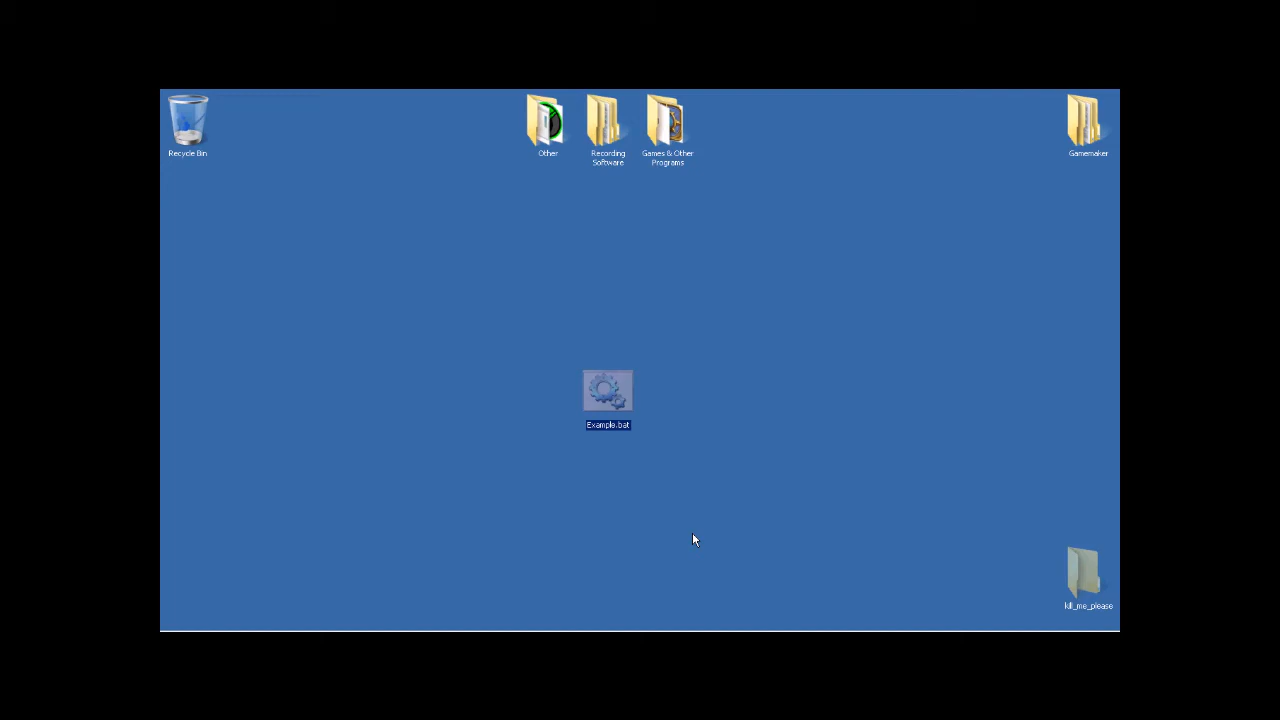 Recycle Bin
Other
Recording
Software
Games & Other
Programs
Gamemaker
Example.bat
kill_me_please